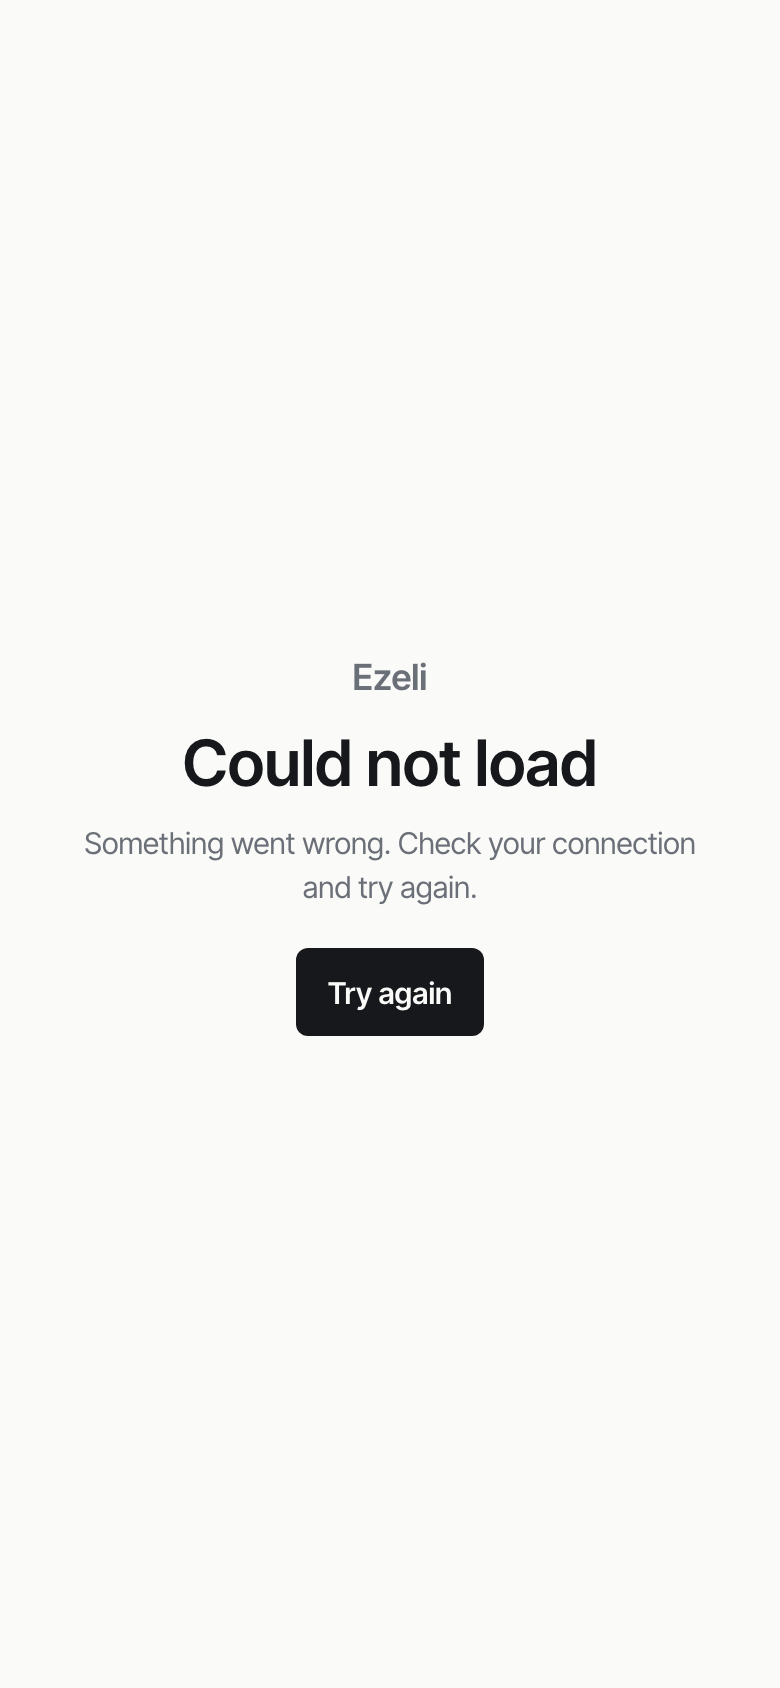 Ezeli
Could not load
Something went wrong. Check your connection
and try again.
Try again